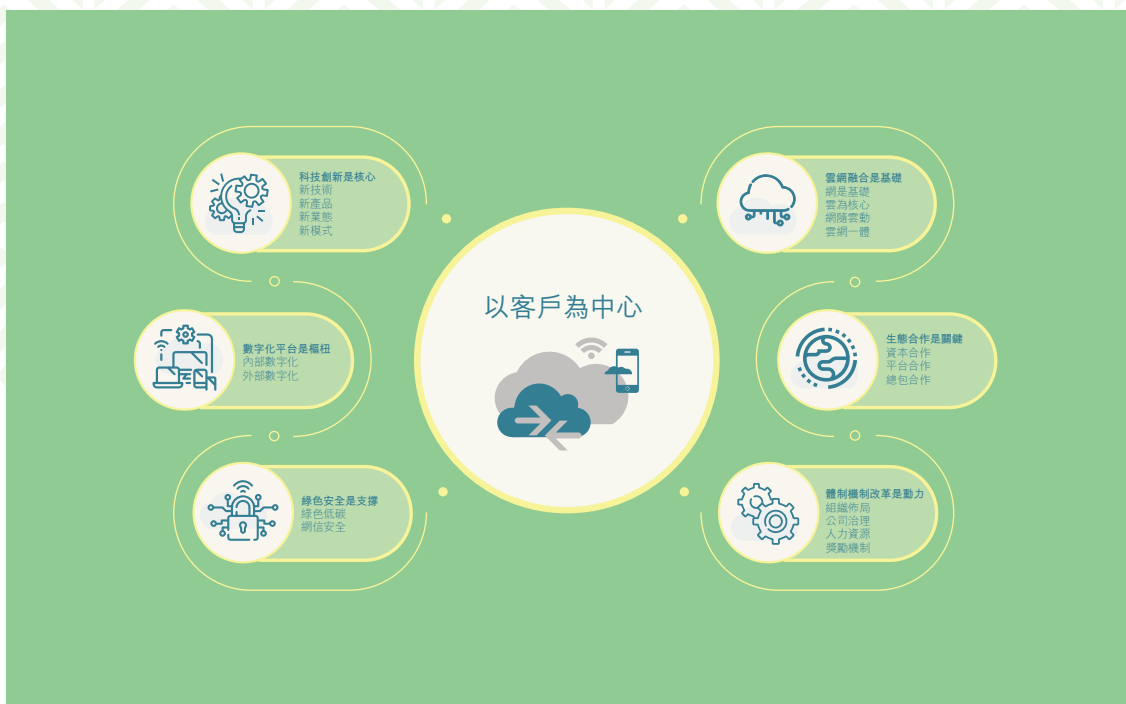 科技創新是核心
新技術
新產品
新業態
新模式
數字化平台是樞杻
內部數字化
外部數字化
綠色安全是支撐
綠色低碳
網信安全
以客戶為中心
雲網融合是基礎
網是基礎
雲為核心
網隨雲動
雲網一體
生態合作是關鍵
資本合作
平台合作
總包合作
體制機制改革是動力
組織佈局
公司治理
人力資源
獎勵機制